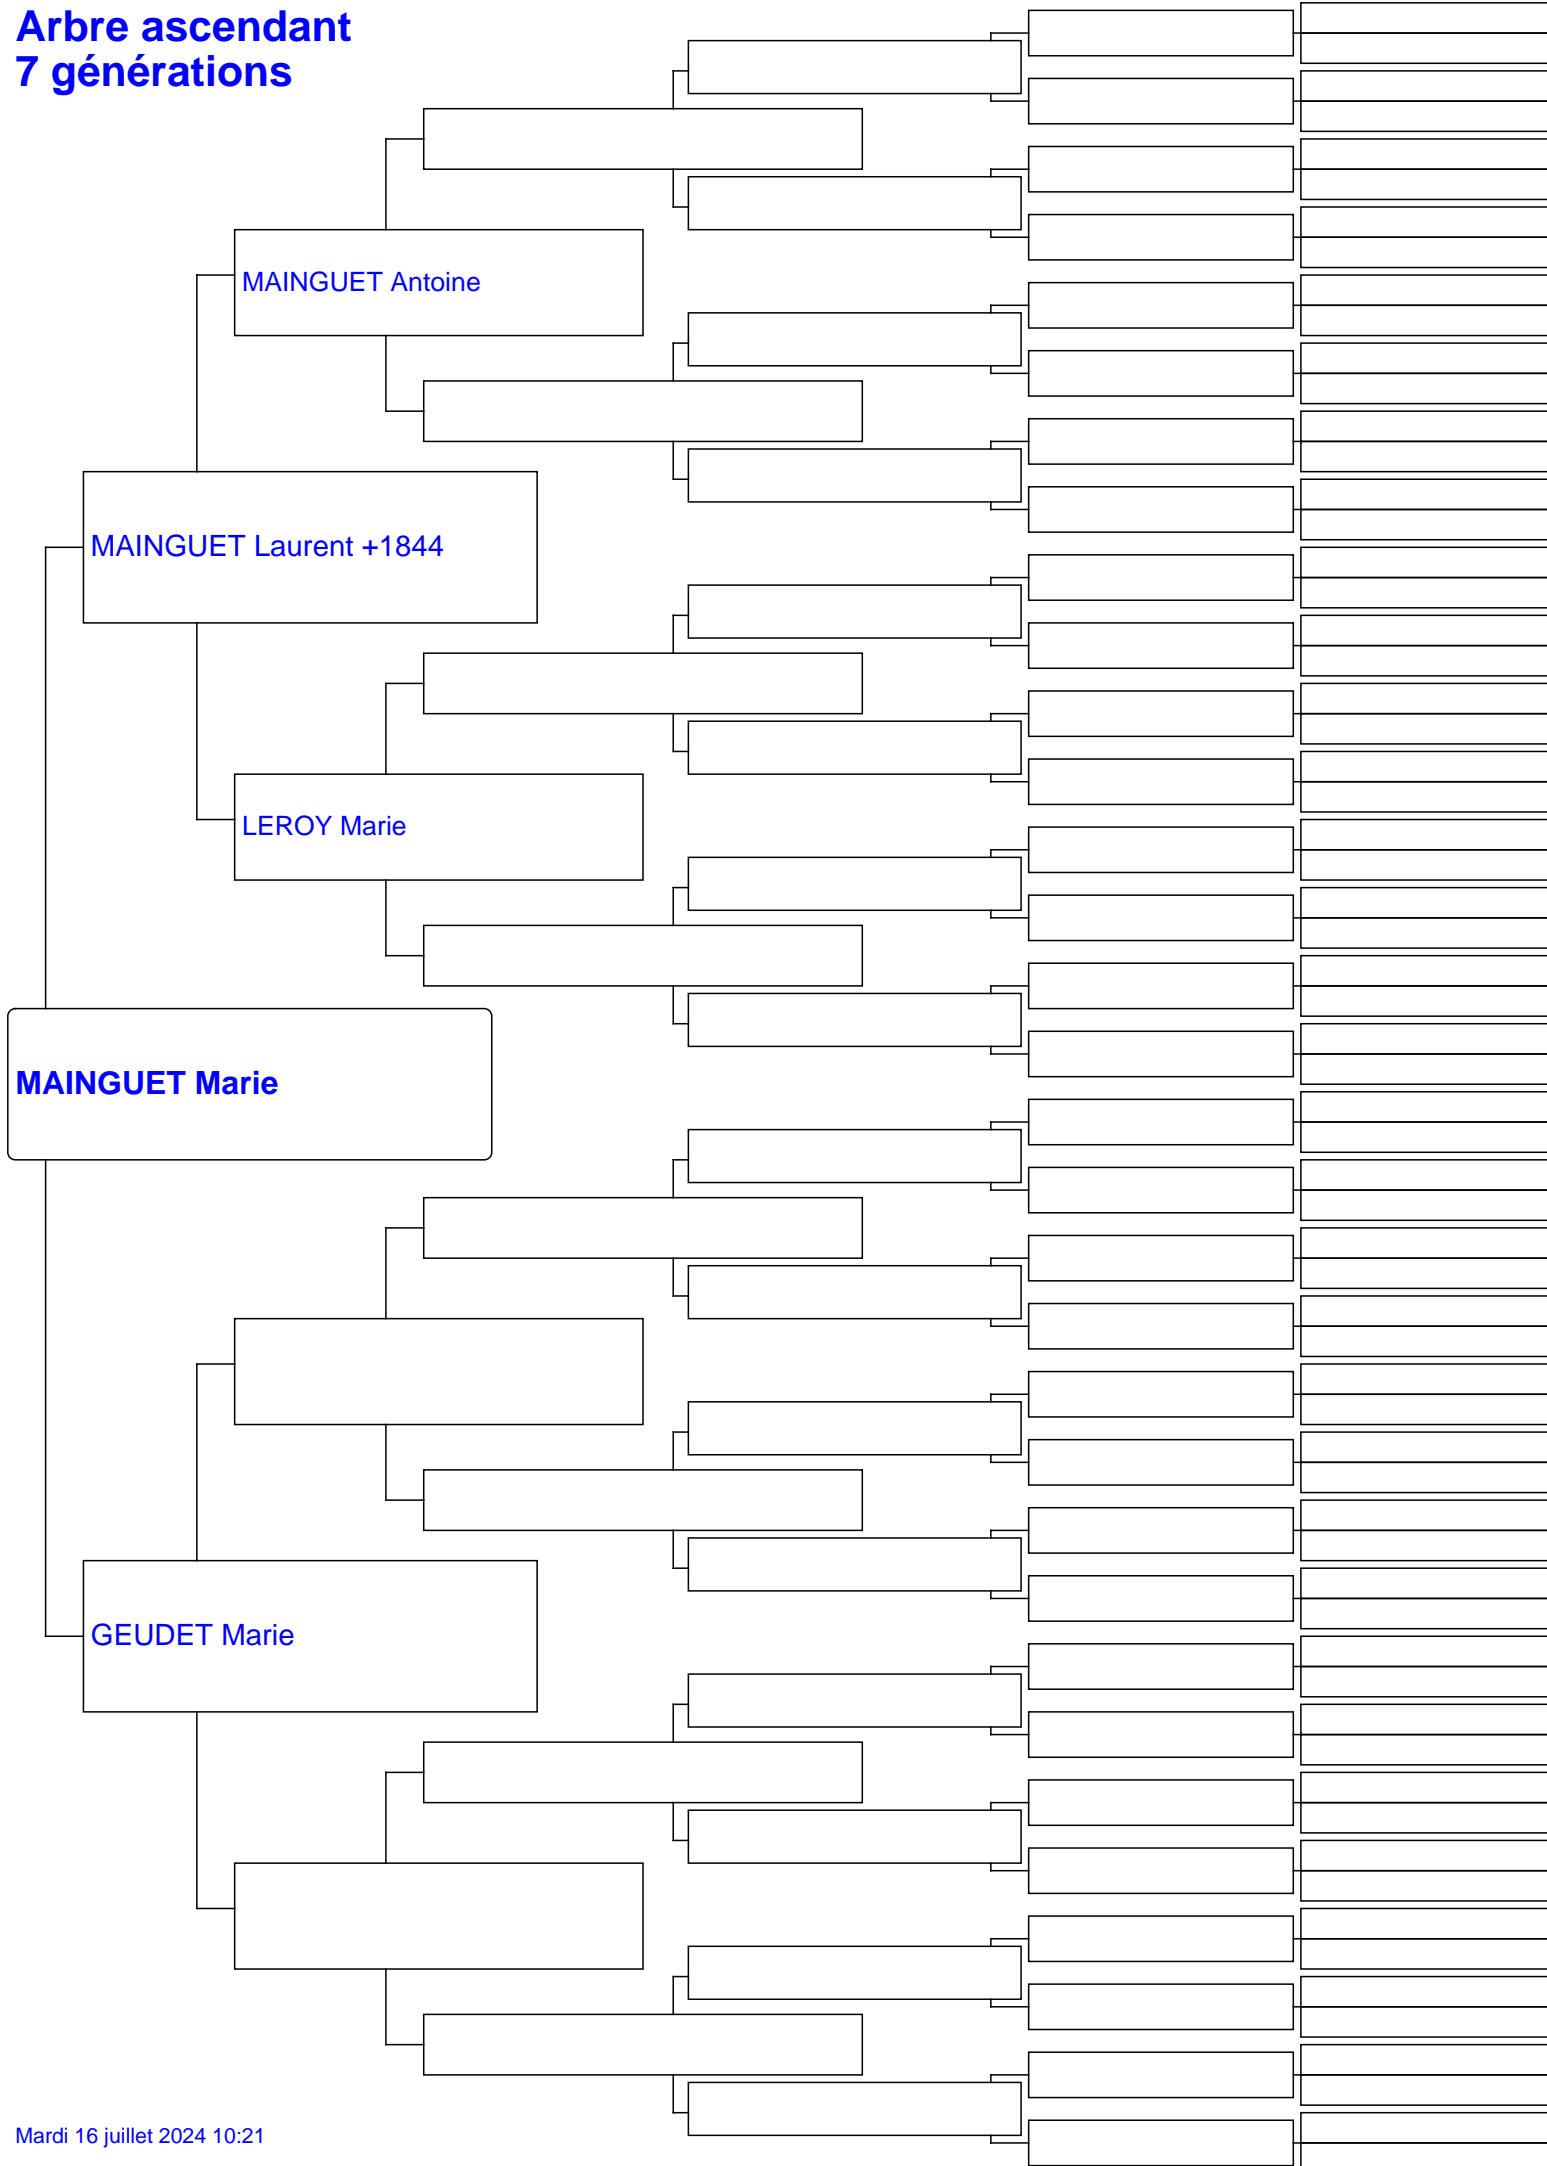 Arbre ascendant
7 générations
MAINGUET Antoine
MAINGUET Laurent +1844
LEROY Marie
MAINGUET Marie
GEUDET Marie
Mardi 16 juillet 2024 10:21